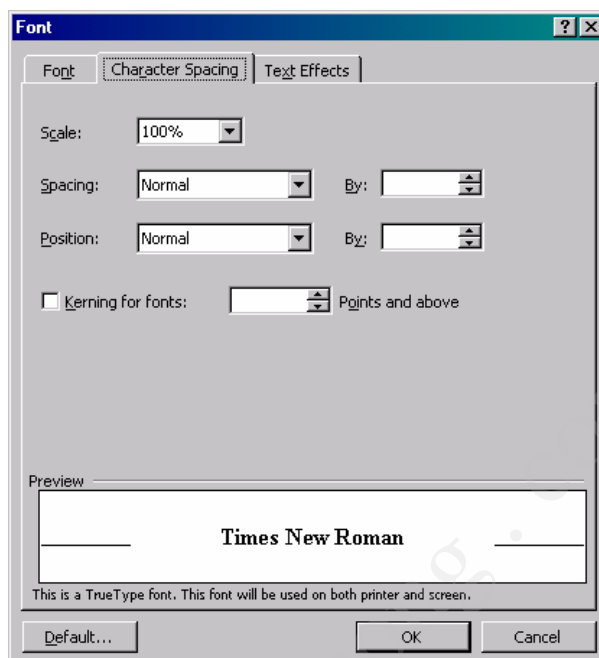 Font
Font Character Spacing Text Effects
Scale: 100%
Spacing: Normal By:
Position: Normal By:
Kerning for fonts: Points and above
Preview
Times New Roman
This is a TrueType font. This font will be used on both printer and screen.
Default... OK Cancel